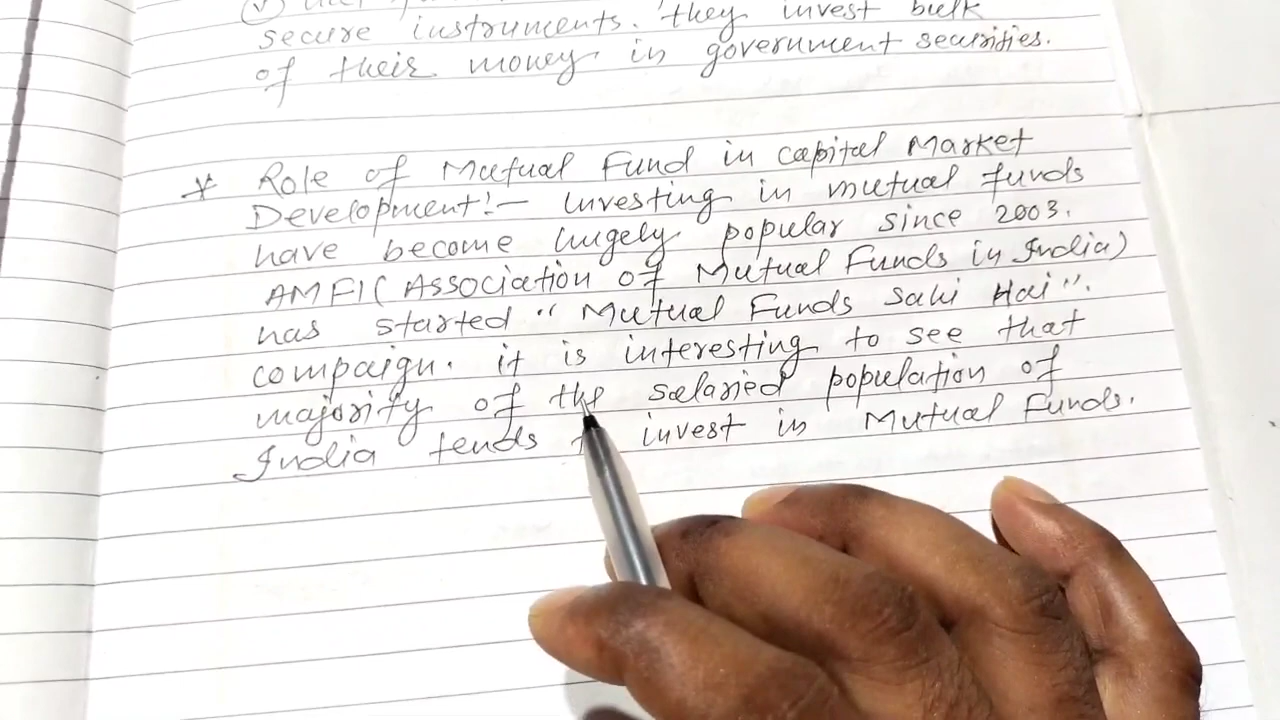 secure instruments. they invest bulk
of their money in government securities.
* Role of Mutual Fund in capital Market
Development:- Investing in mutual funds
have become hugely popular since 2003.
AMFI (Association of Mutual Funds in India)
has started "Mutual Funds Sahi Hai".
compaign. it is interesting to see that
majority of the salaried population of
India tends invest in Mutual Funds.